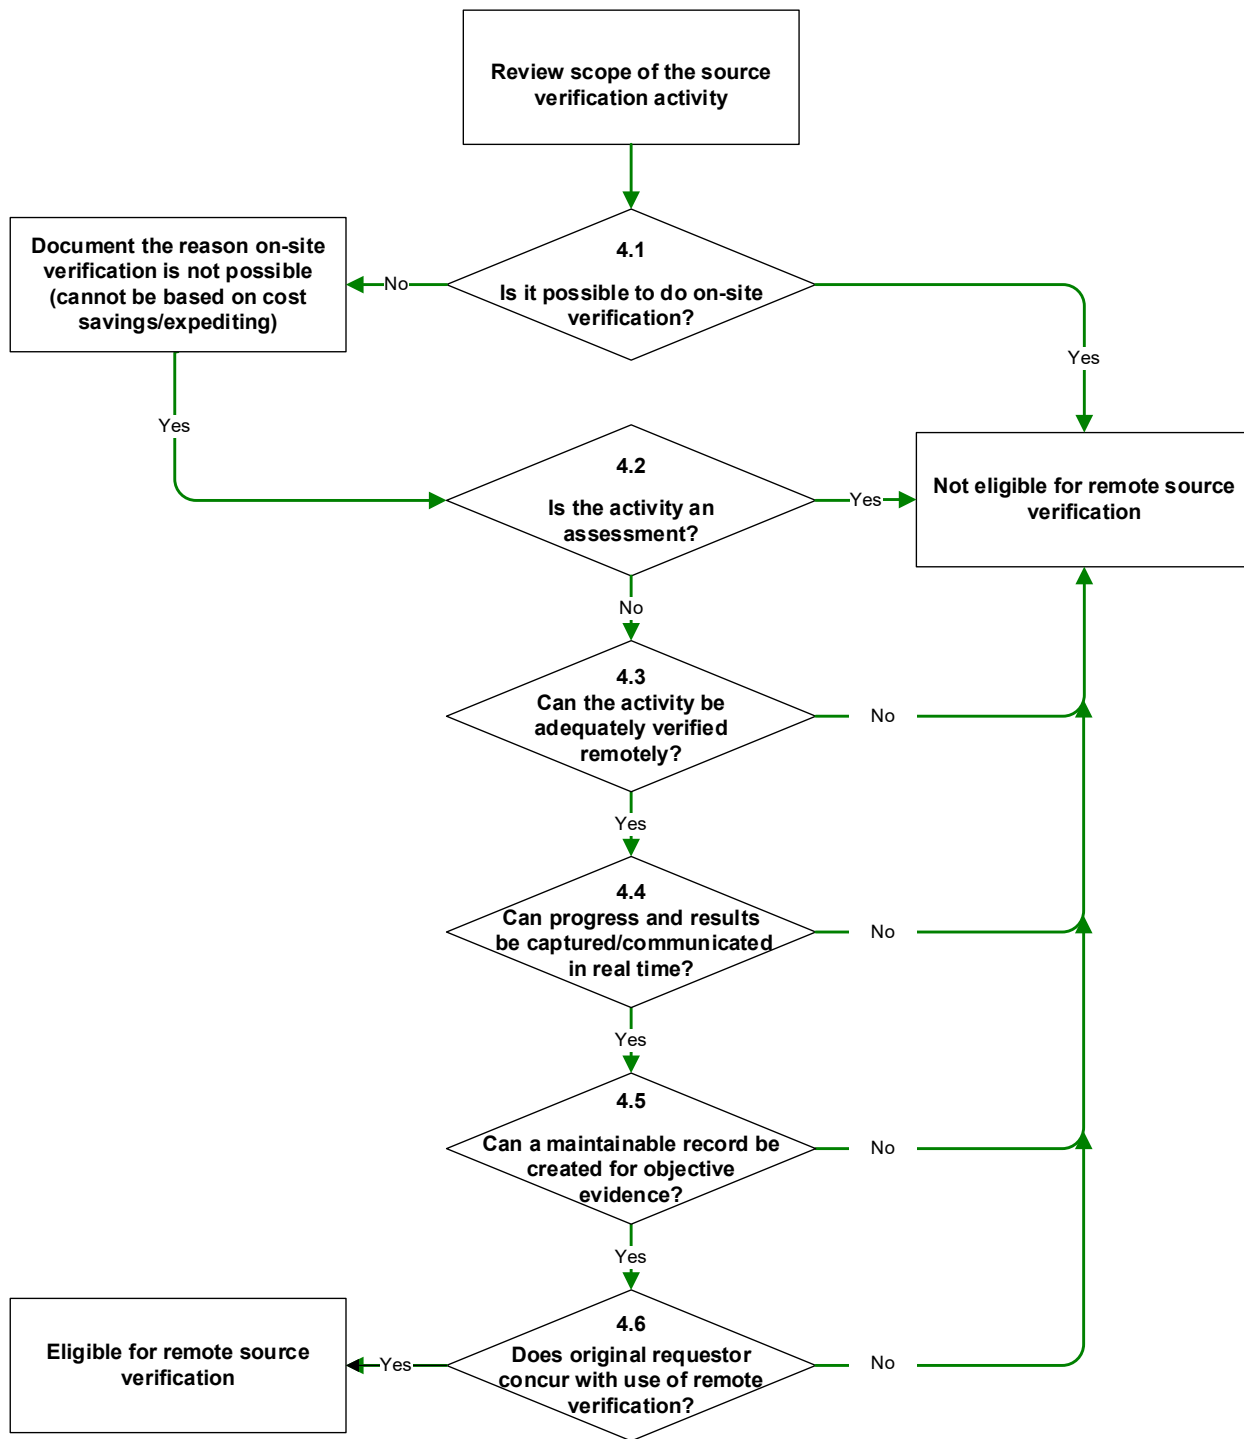 Review scope of the source
verification activity
Document the reason on-site
verification is not possible
(cannot be based on cost
savings/expediting)
No
4.1
Is it possible to do on-site
verification?
Yes
Yes
4.2
Is the activity an
assessment?
Yes
Not eligible for remote source
verification
No
4.3
Can the activity be
adequately verified
remotely?
No
Yes
4.4
Can progress and results
be captured/communicated
in real time?
No
Yes
4.5
Can a maintainable record be
created for objective
evidence?
No
Yes
Eligible for remote source
verification
Yes
4.6
Does original requestor
concur with use of remote
verification?
No